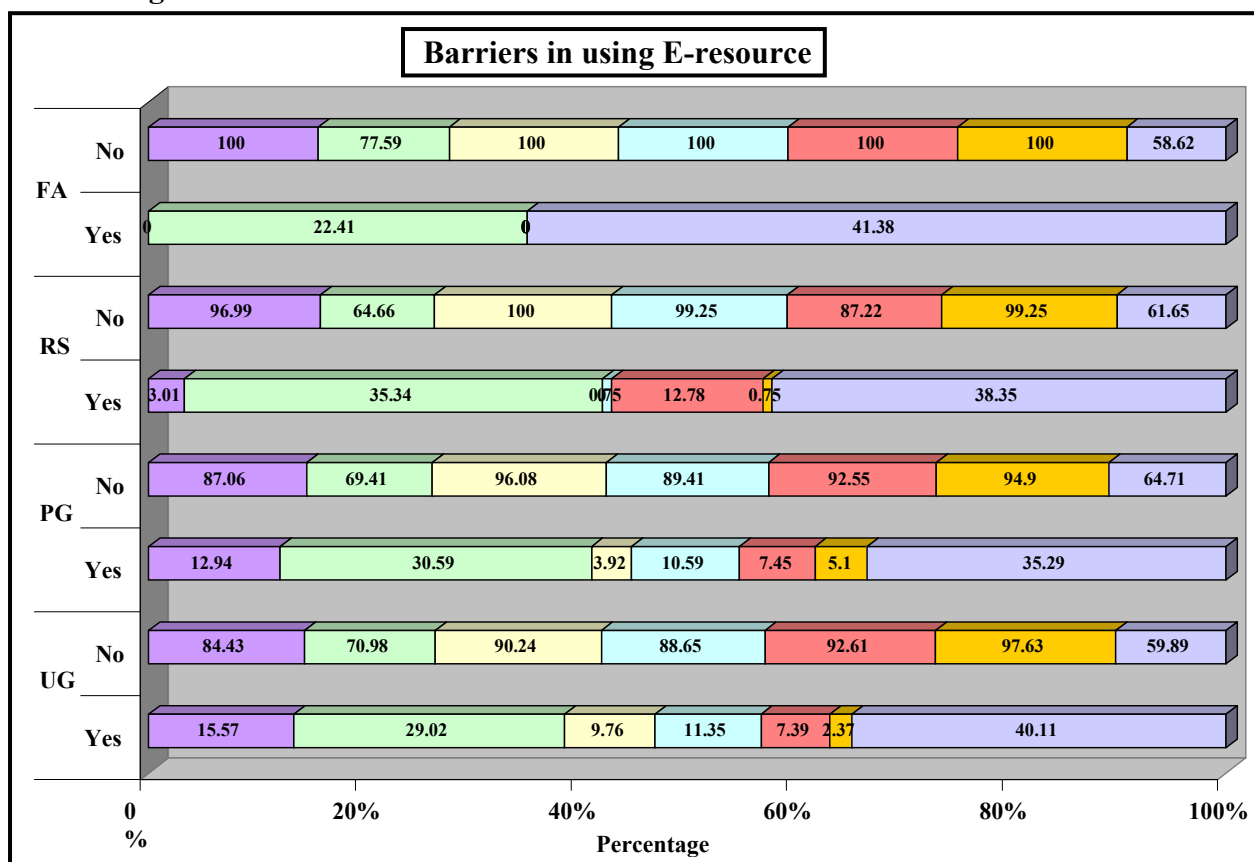 Barriers in using E-resource
No 100 77.59 100 100 100 100 58.62
FA
Yes 0 22.41 0 41.38
No 96.99 64.66 100 99.25 87.22 99.25 61.65
RS
Yes 3.01 35.34 0 0.75 12.78 0.75 38.35
No 87.06 69.41 96.08 89.41 92.55 94.9 64.71
PG
Yes 12.94 30.59 3.92 10.59 7.45 5.1 35.29
No 84.43 70.98 90.24 88.65 92.61 97.63 59.89
UG
Yes 15.57 29.02 9.76 11.35 7.39 2.37 40.11
0 % 20% 40% 60% 80% 100%
Percentage